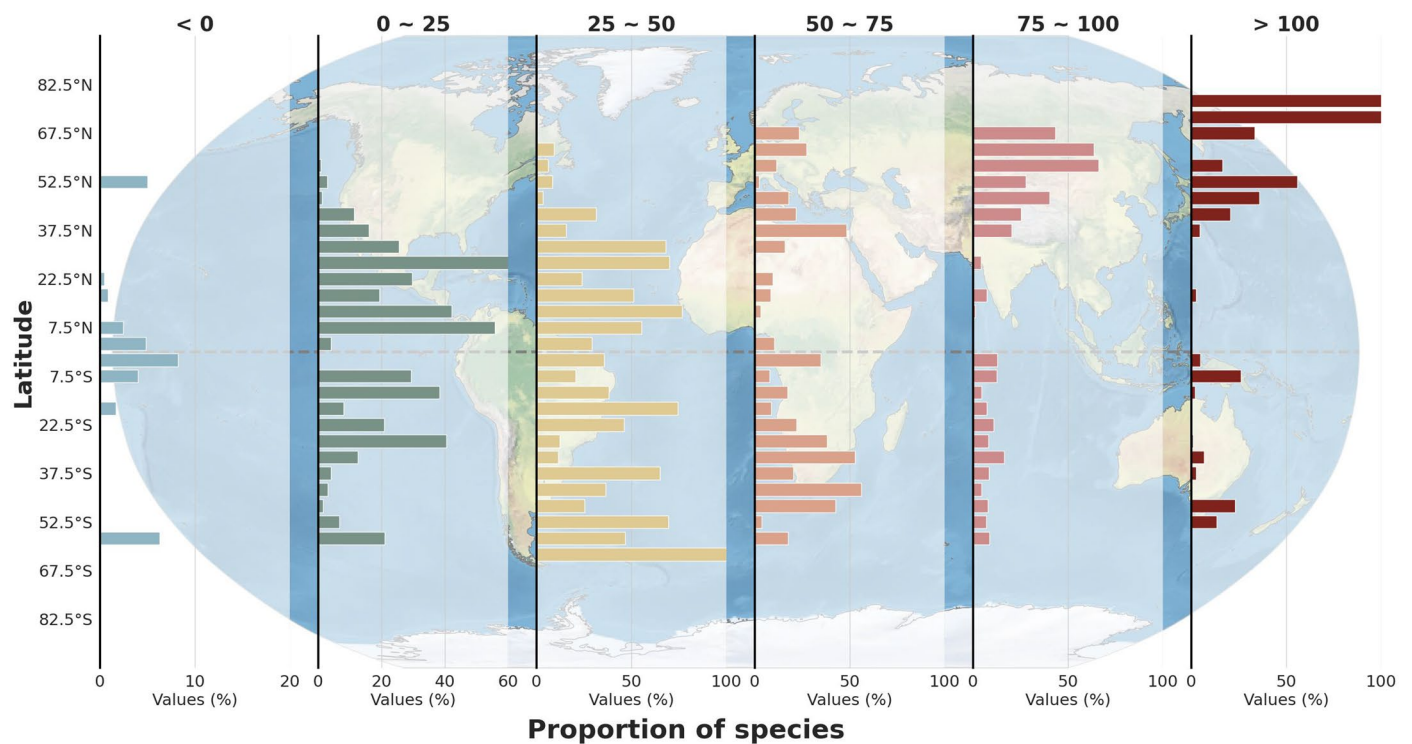 < 0 0 ~ 25 25 ~ 50 50 ~ 75 75 ~ 100 > 100
82.5°N
67.5°N
52.5°N
37.5°N
22.5°N
7.5°N
7.5°S
22.5°S
37.5°S
52.5°S
67.5°S
82.5°S
Latitude
0 10 20 0 20 40 60 0 50 100 0 50 100 0 50 100 0 50 100
Values (%) Values (%) Values (%) Values (%) Values (%) Values (%)
Proportion of species